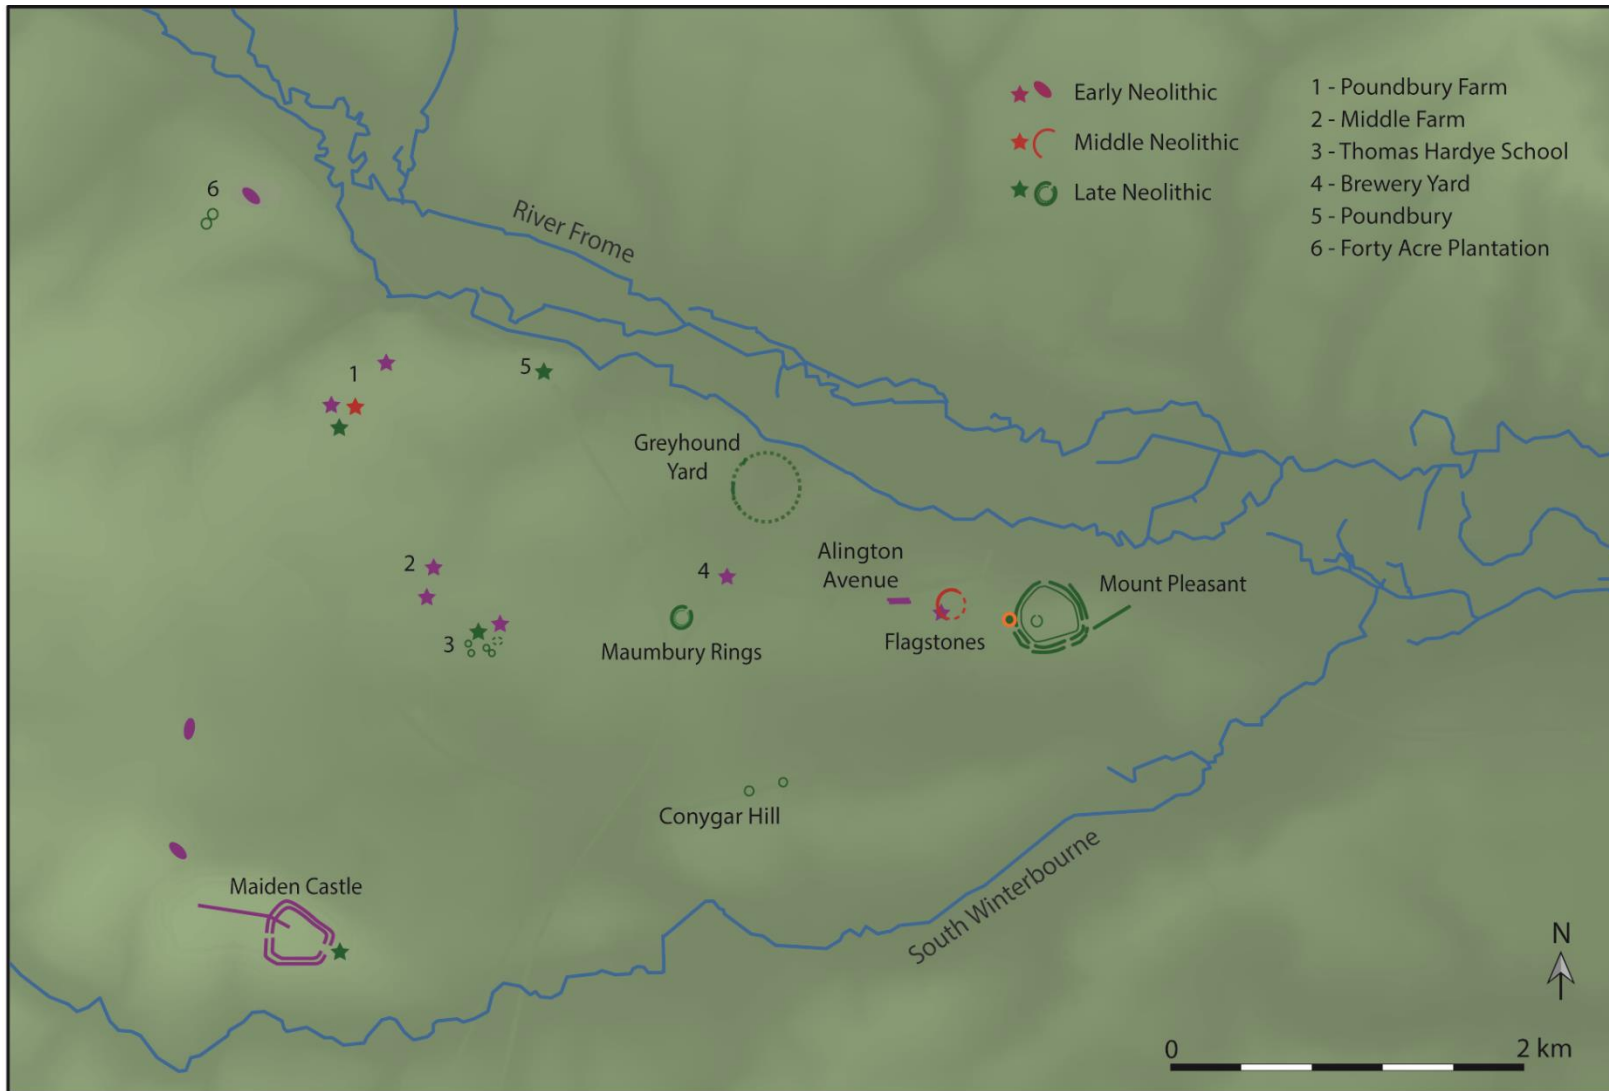 Early Neolithic
Middle Neolithic
Late Neolithic
1 - Poundbury Farm
2 - Middle Farm
3 - Thomas Hardye School
4 - Brewery Yard
5 - Poundbury
6 - Forty Acre Plantation
6
River Frome
1
5
Greyhound
Yard
2
4
Alington
Avenue
Mount Pleasant
3
Maumbury Rings
Flagstones
Conygar Hill
Maiden Castle
South Winterbourne
N
0
2 km